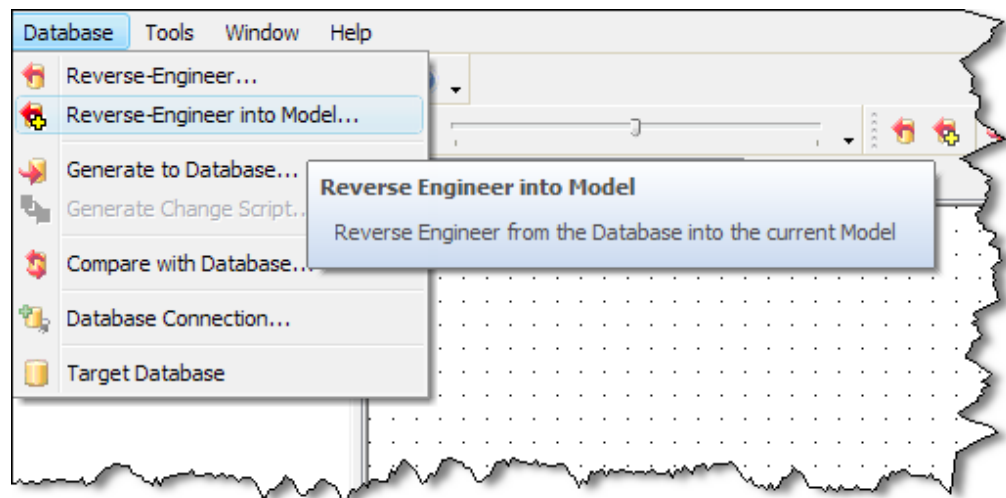 Database Tools Window Help
Reverse-Engineer...
Reverse-Engineer into Model...
Generate to Database...
Reverse Engineer into Model
Generate Change Script..
Reverse Engineer from the Database into the current Model
Compare with Database...
Database Connection...
Target Database